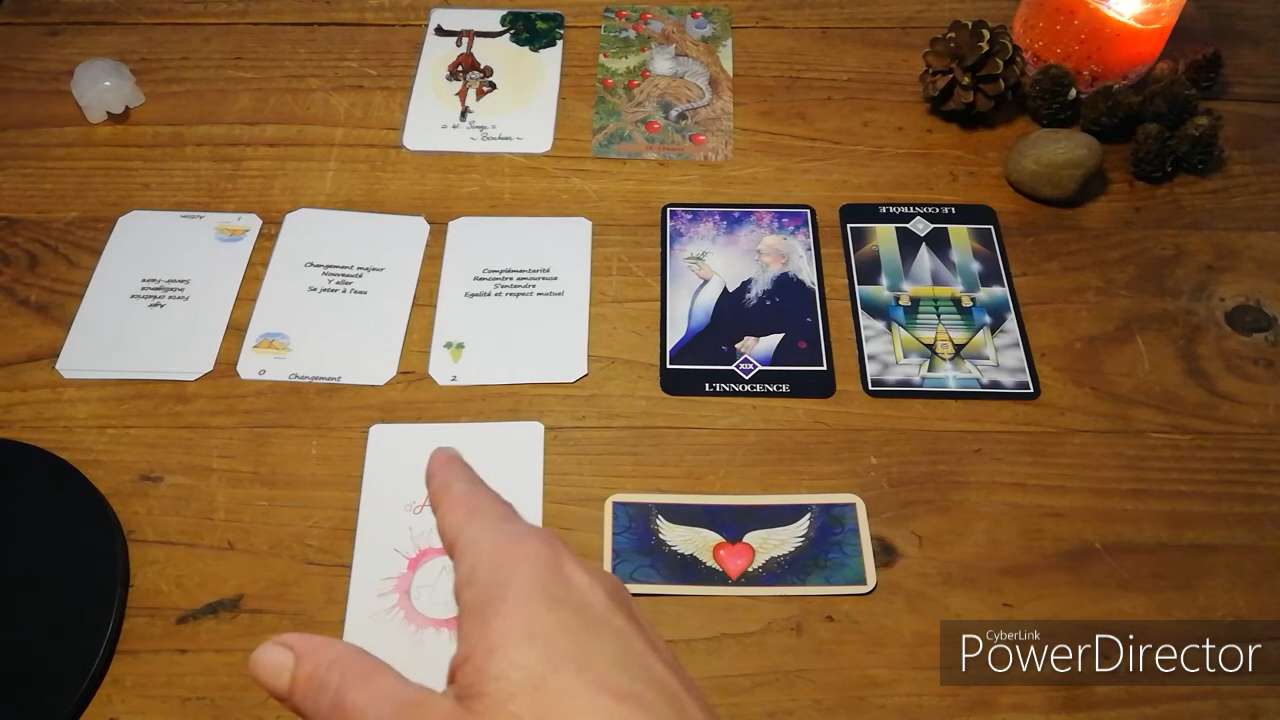 41. Singe
~ Bonheur ~
1
Action
Agir
Force créatrice
Intelligence
Savoir-Faire
Changement majeur
Nouveauté
Y aller
Se jeter à l'eau
0
Changement
Complémentarité
Rencontre amoureuse
S'entendre
Egalité et respect mutuel
2
XIX
L'INNOCENCE
LE CONTRÔLE
CyberLink
PowerDirector